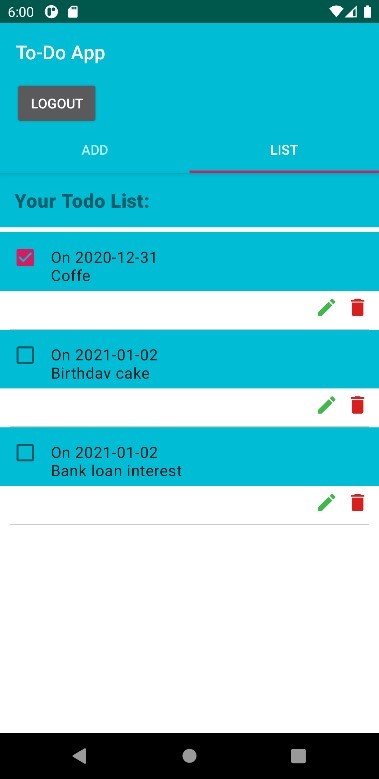 6:00
To-Do App
LOGOUT
ADD
LIST
Your Todo List:
On 2020-12-31
Coffe
On 2021-01-02
Birthday cake
On 2021-01-02
Bank loan interest